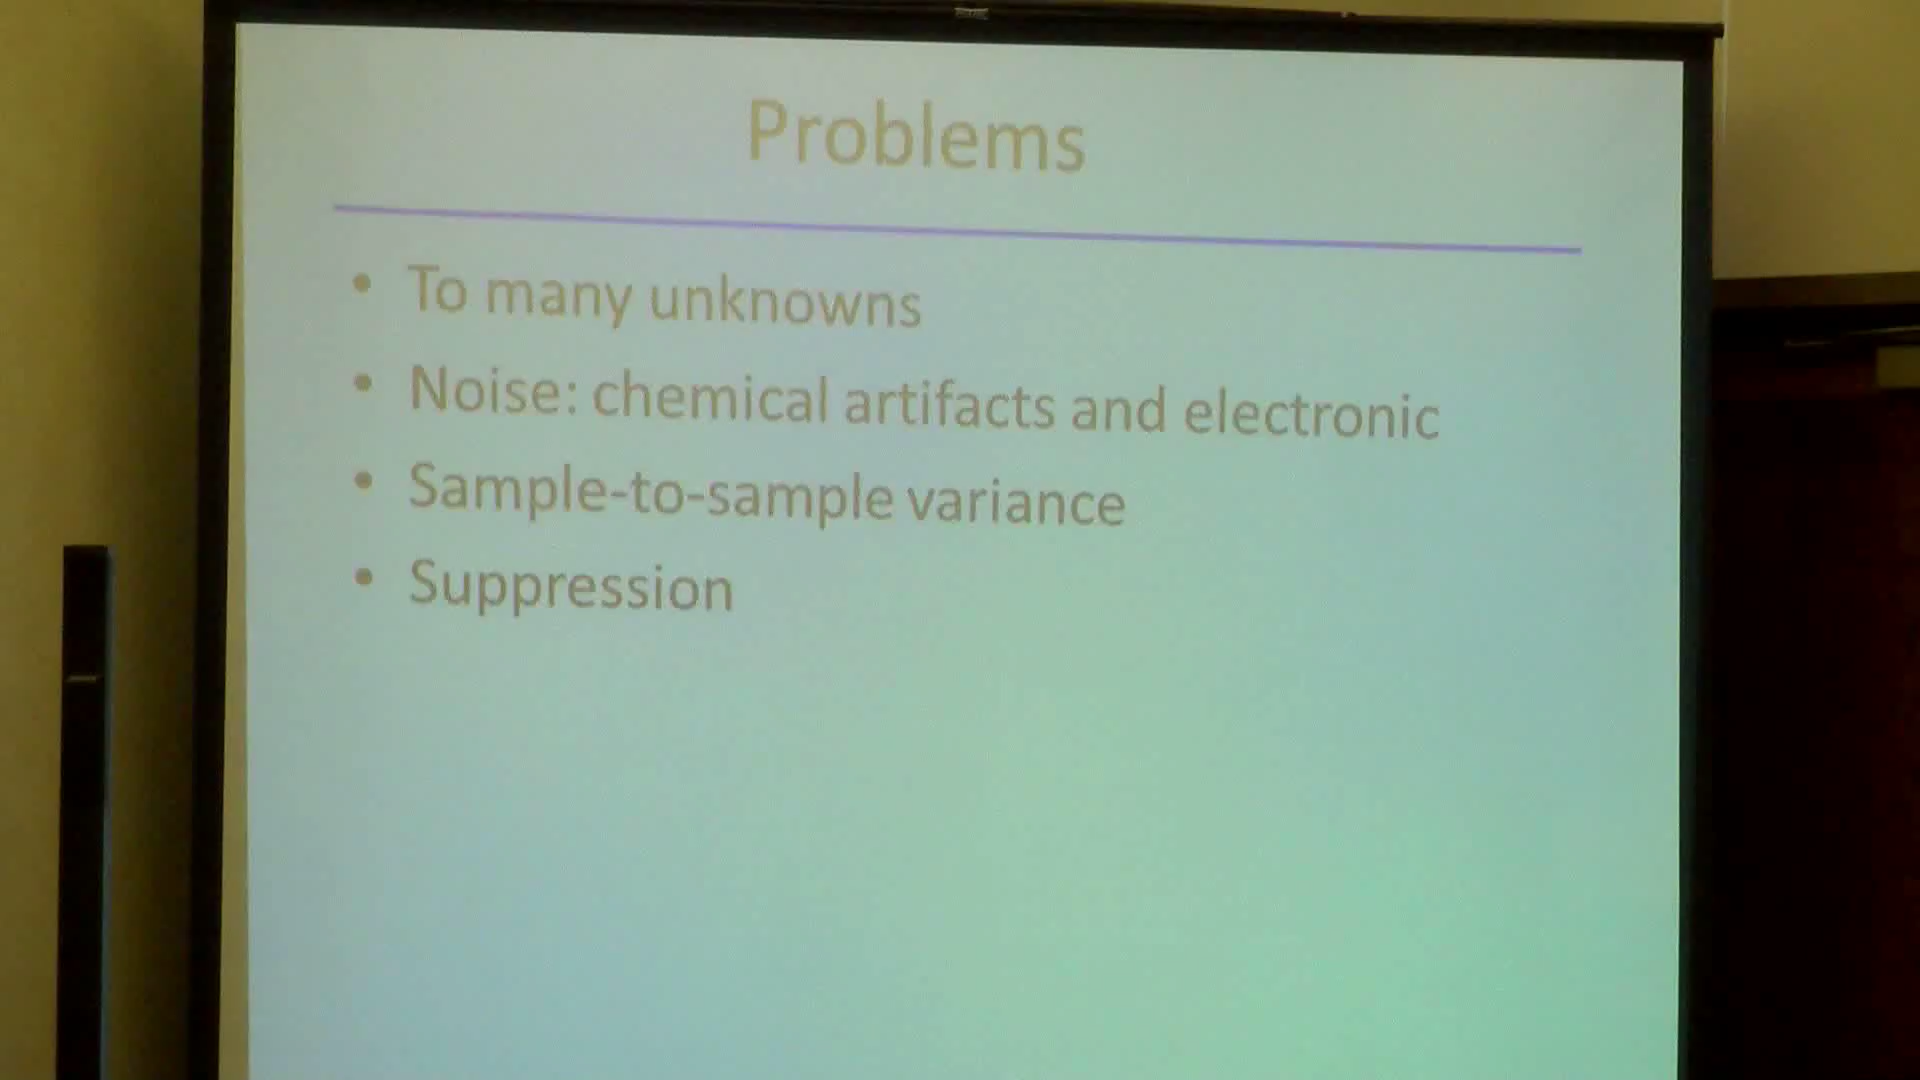 Problems
• To many unknowns
• Noise: chemical artifacts and electronic
• Sample-to-sample variance
• Suppression